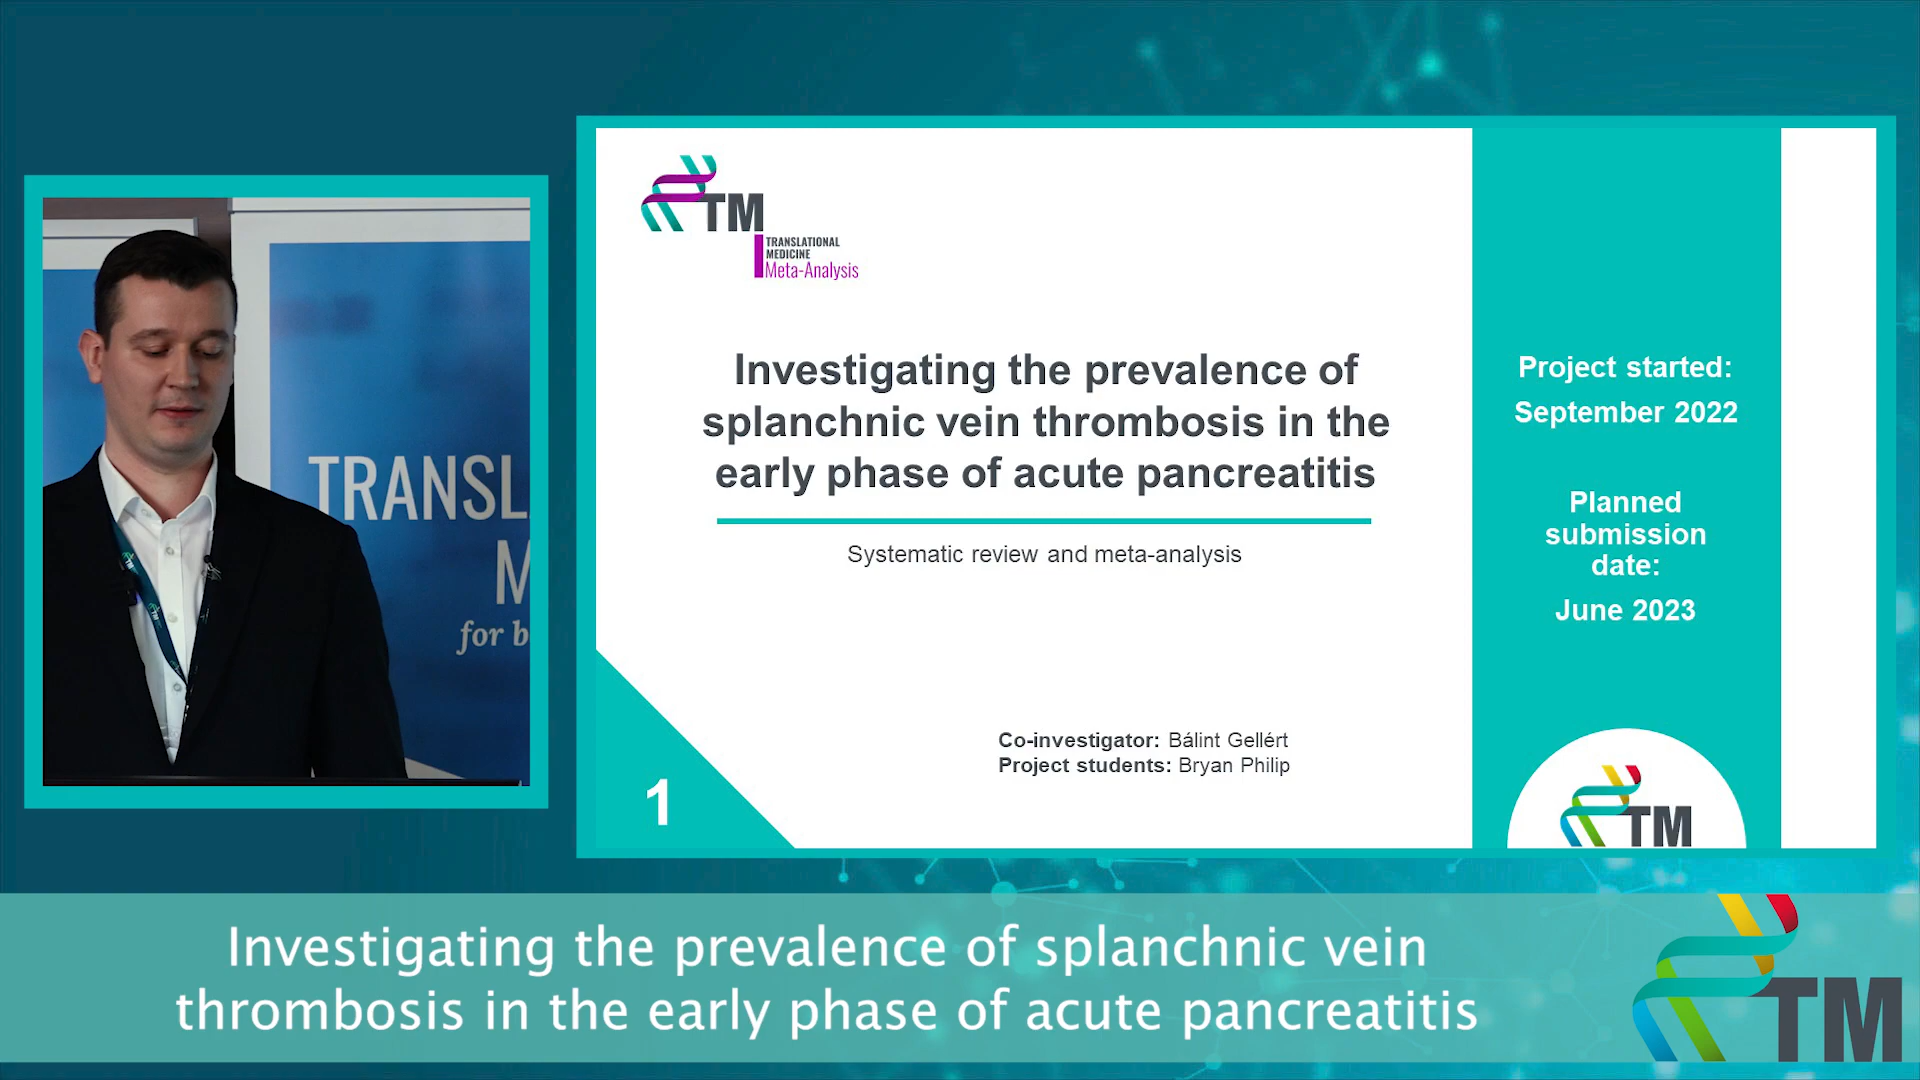 TRANSL
M
for b
TM
TRANSLATIONAL
MEDICINE
Meta-Analysis
Investigating the prevalence of
splanchnic vein thrombosis in the
early phase of acute pancreatitis
Systematic review and meta-analysis
Co-investigator: Bálint Gellért
Project students: Bryan Philip
1
Project started:
September 2022
Planned
submission
date:
June 2023
TM
Investigating the prevalence of splanchnic vein
thrombosis in the early phase of acute pancreatitis
TM